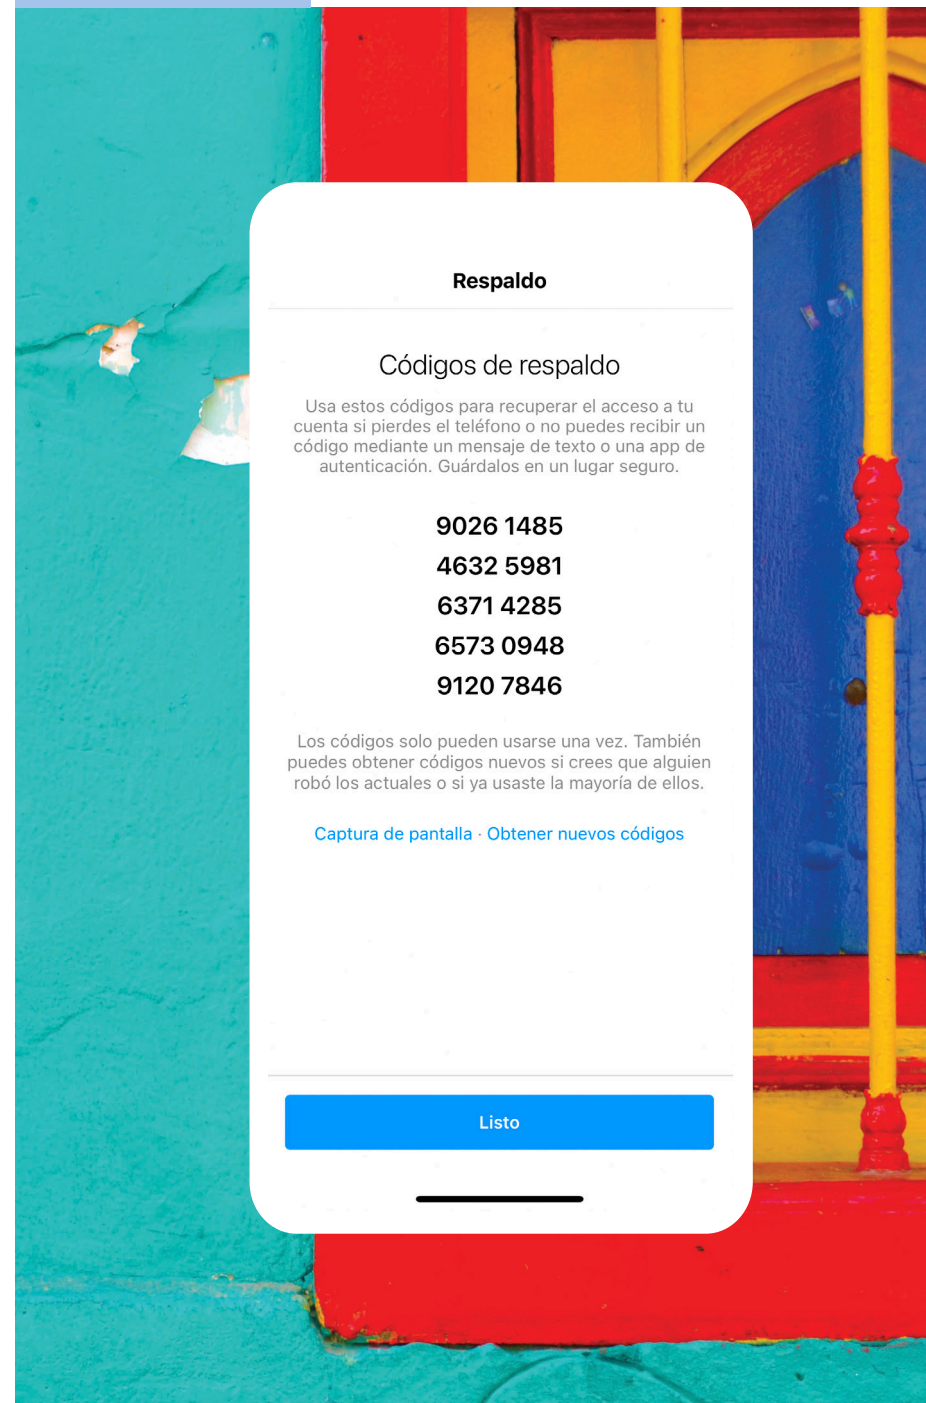 Respaldo
Códigos de respaldo
Usa estos códigos para recuperar el acceso a tu
cuenta si pierdes el teléfono o no puedes recibir un
código mediante un mensaje de texto o una app de
autenticación. Guárdalos en un lugar seguro.
9026 1485
4632 5981
6371 4285
6573 0948
9120 7846
Los códigos solo pueden usarse una vez. También
puedes obtener códigos nuevos si crees que alguien
robó los actuales o si ya usaste la mayoría de ellos.
Captura de pantalla · Obtener nuevos códigos
Listo